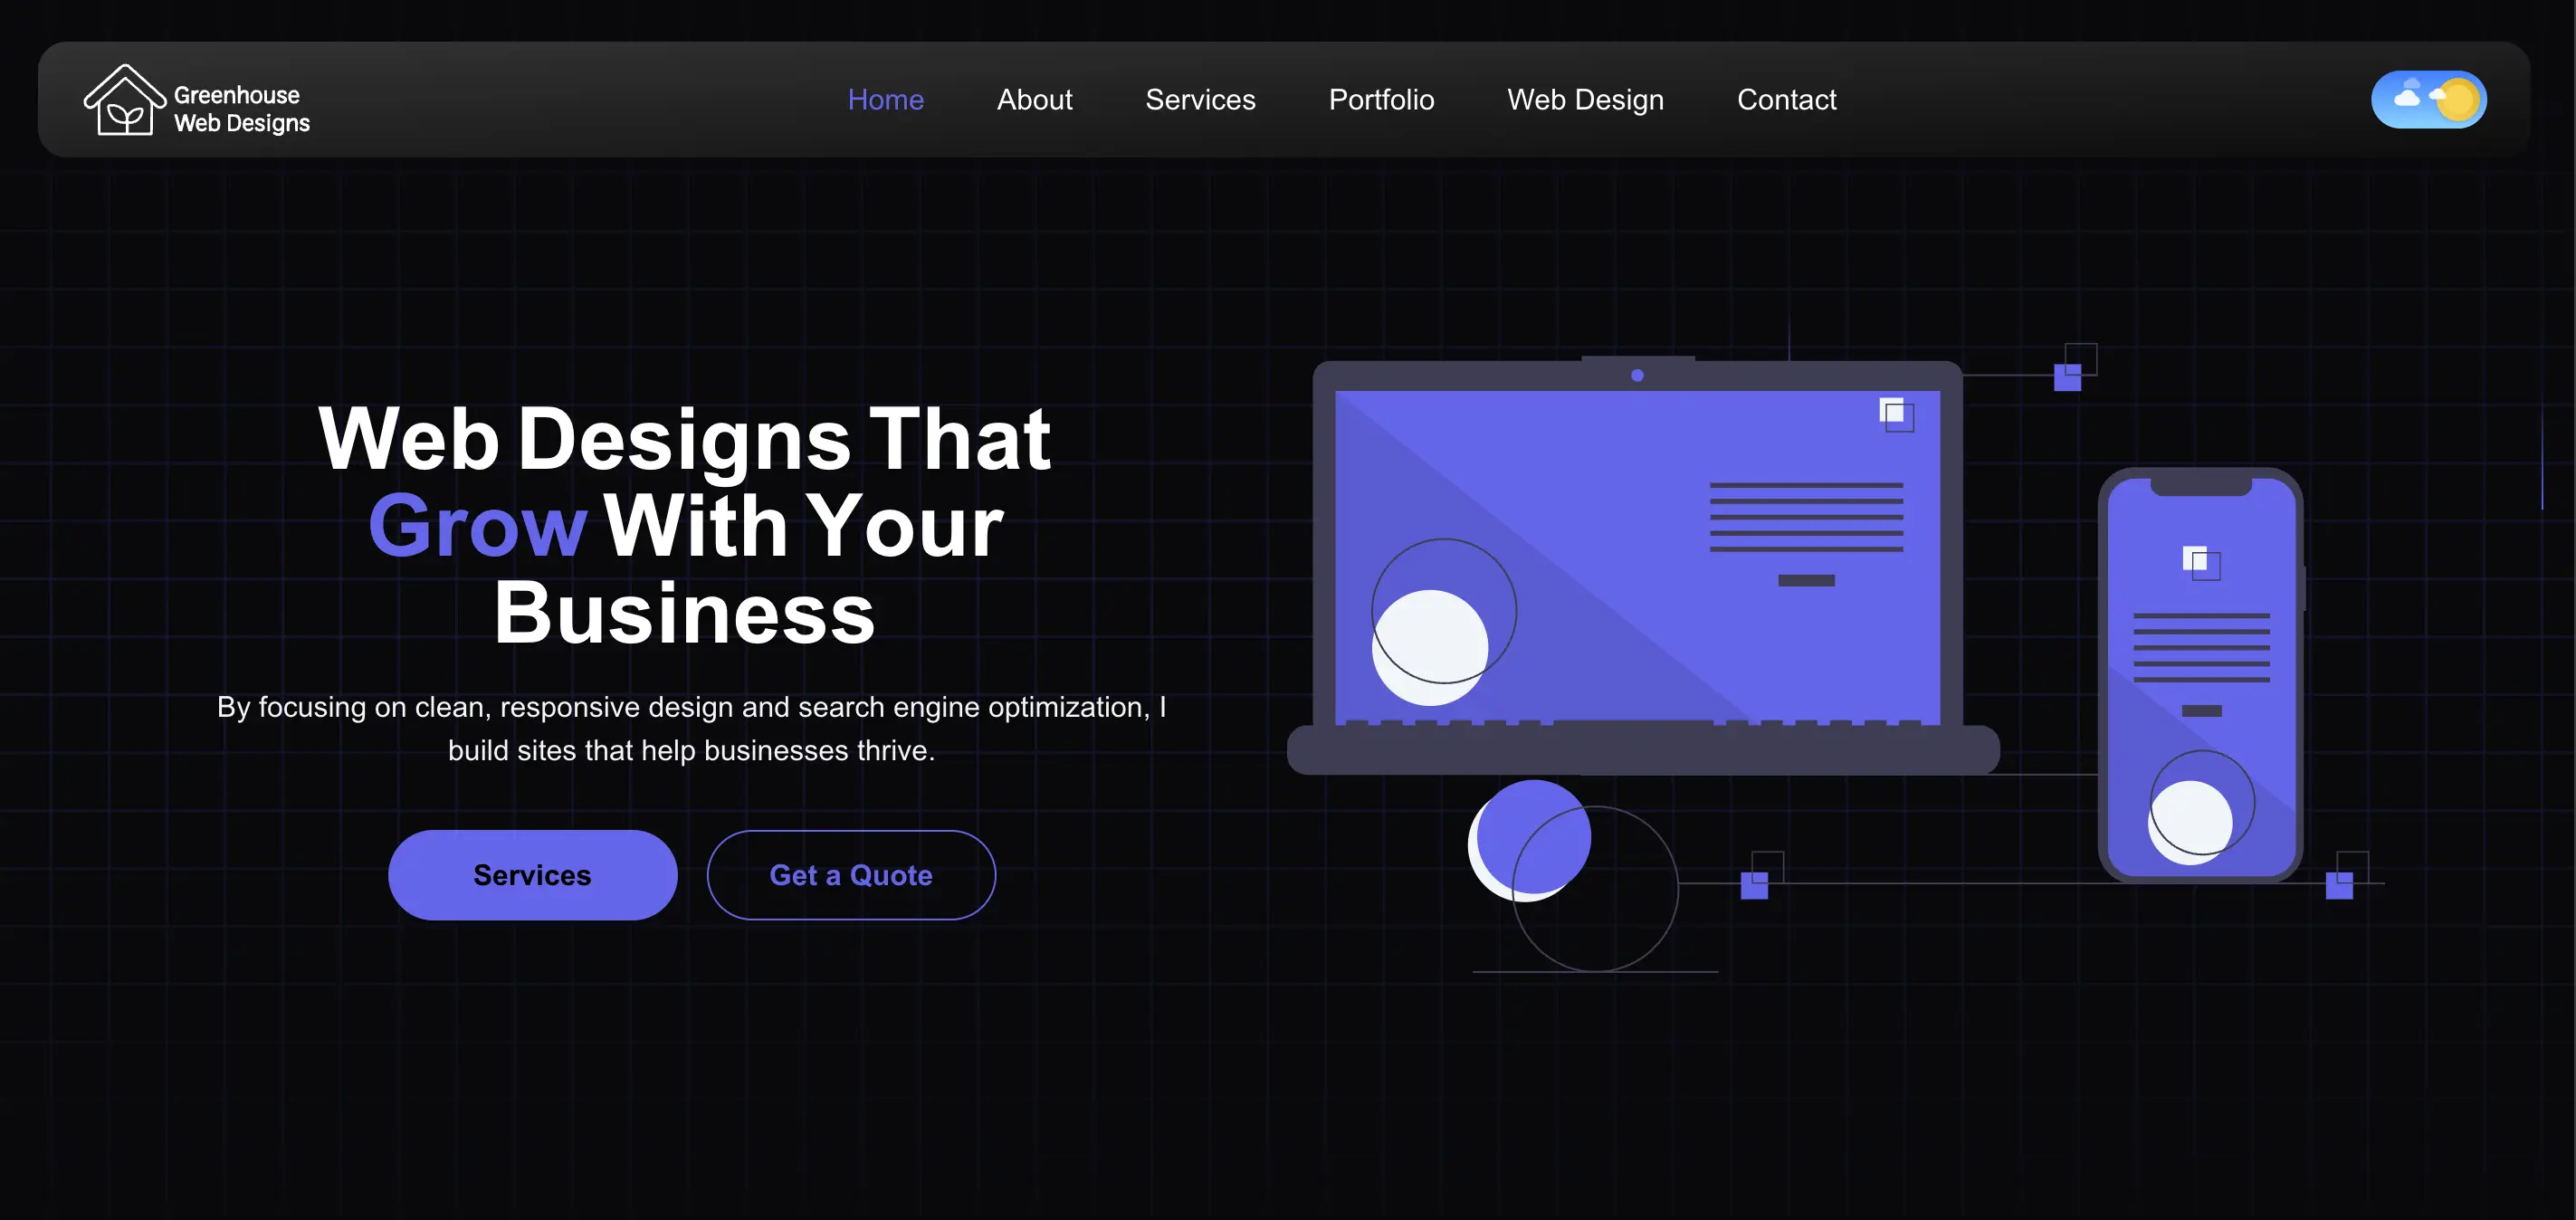 Greenhouse
Web Designs
Home
About
Services
Portfolio
Web Design
Contact
Web Designs That
Grow With Your
Business
By focusing on clean, responsive design and search engine optimization, I
build sites that help businesses thrive.
Services
Get a Quote